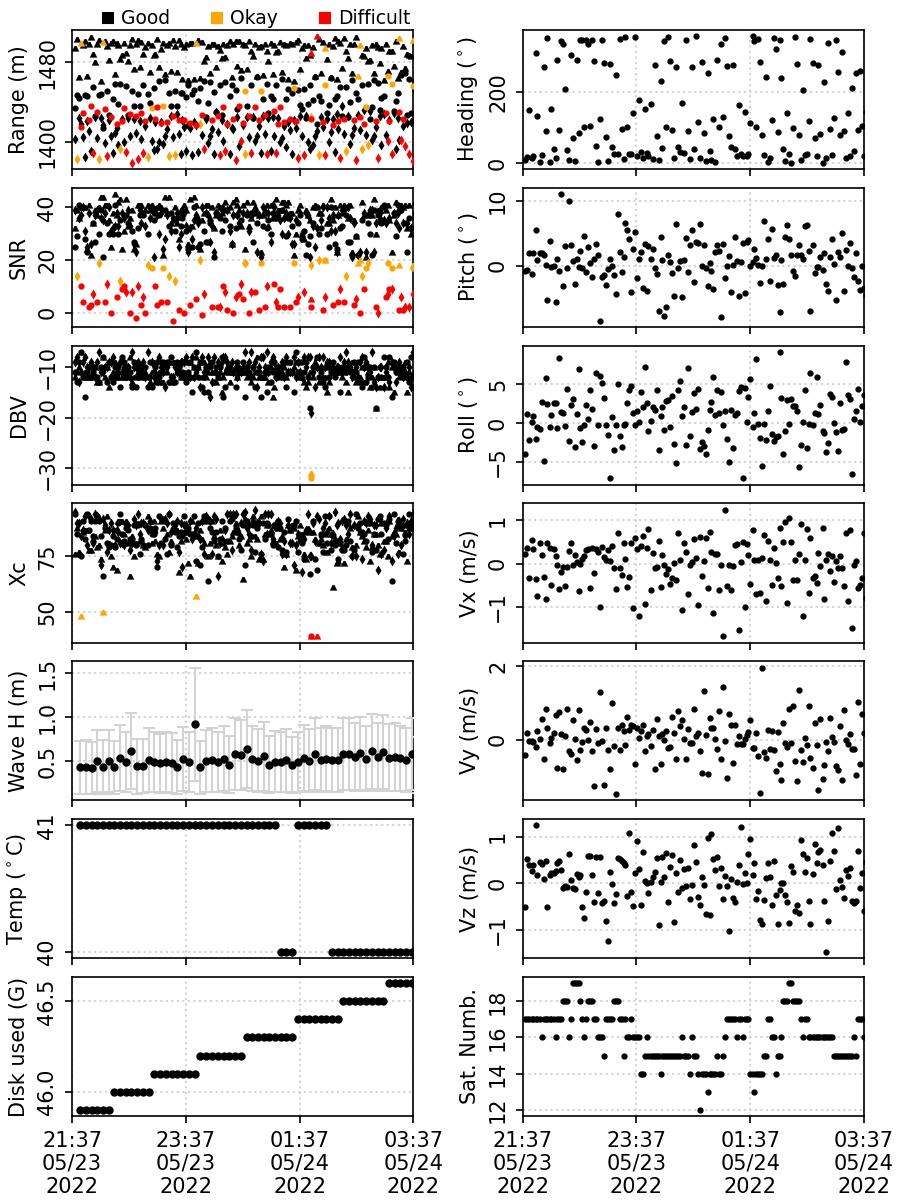 Good Okay Difficult
Range (m)
1480
1400
Heading (°)
200
0
SNR
40
20
0
Pitch (°)
10
0
DBV
−10
−20
−30
Roll (°)
5
0
−5
Xc
75
50
Vx (m/s)
1
0
−1
Wave H (m)
1.5
1.0
0.5
Vy (m/s)
2
0
Temp (°C)
41
40
Vz (m/s)
1
0
−1
Disk used (G)
46.5
46.0
Sat. Numb.
18
16
14
12
21:37 23:37 01:37 03:37
05/23 05/23 05/24 05/24
2022 2022 2022 2022
21:37 23:37 01:37 03:37
05/23 05/23 05/24 05/24
2022 2022 2022 2022